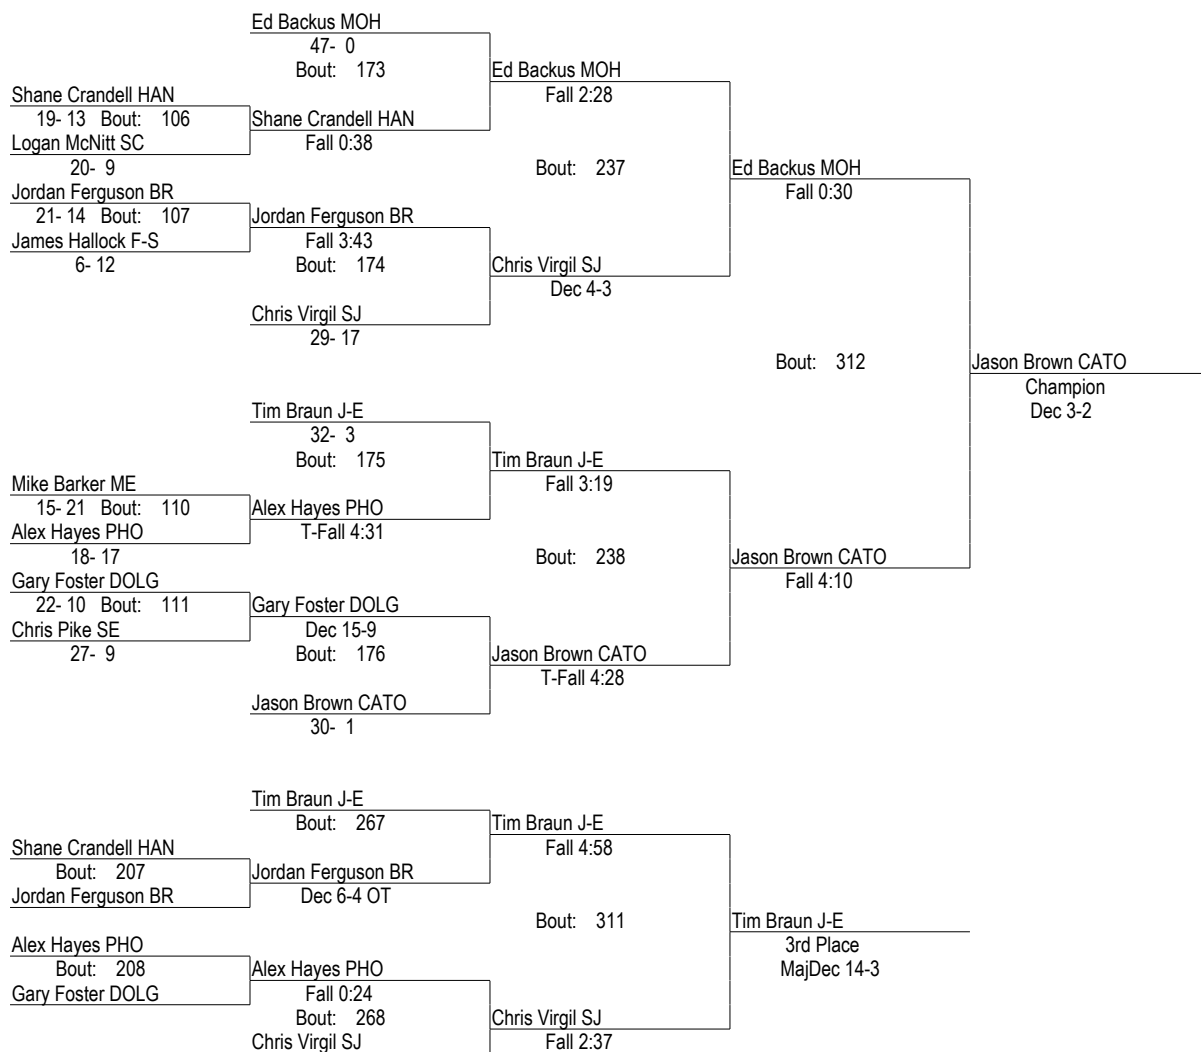 Ed Backus MOH
47- 0
Bout: 173
Ed Backus MOH
Fall 2:28
Shane Crandell HAN
19- 13 Bout: 106
Shane Crandell HAN
Fall 0:38
Logan McNitt SC
20- 9
Bout: 237
Ed Backus MOH
Fall 0:30
Jordan Ferguson BR
21- 14 Bout: 107
Jordan Ferguson BR
Fall 3:43
James Hallock F-S
6- 12
Bout: 174
Chris Virgil SJ
Dec 4-3
Chris Virgil SJ
29- 17
Bout: 312
Jason Brown CATO
Champion
Dec 3-2
Tim Braun J-E
32- 3
Bout: 175
Tim Braun J-E
Fall 3:19
Mike Barker ME
15- 21 Bout: 110
Alex Hayes PHO
T-Fall 4:31
Alex Hayes PHO
18- 17
Bout: 238
Jason Brown CATO
Fall 4:10
Gary Foster DOLG
22- 10 Bout: 111
Gary Foster DOLG
Dec 15-9
Chris Pike SE
27- 9
Bout: 176
Jason Brown CATO
T-Fall 4:28
Jason Brown CATO
30- 1
Tim Braun J-E
Bout: 267
Tim Braun J-E
Fall 4:58
Shane Crandell HAN
Bout: 207
Jordan Ferguson BR
Dec 6-4 OT
Jordan Ferguson BR
Bout: 311
Tim Braun J-E
3rd Place
MajDec 14-3
Alex Hayes PHO
Bout: 208
Alex Hayes PHO
Fall 0:24
Gary Foster DOLG
Bout: 268
Chris Virgil SJ
Fall 2:37
Chris Virgil SJ